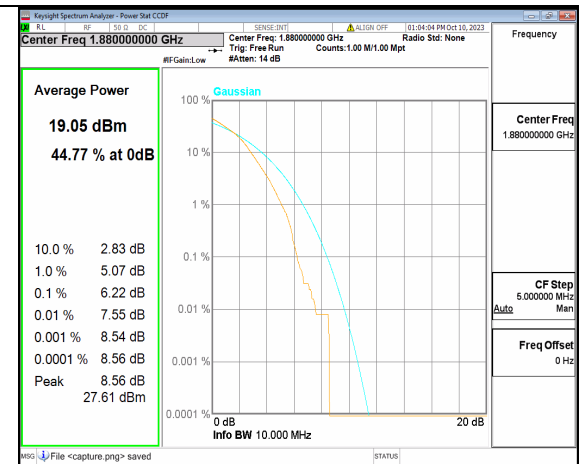 Keysight Spectrum Analyzer - Power Stat CCDF
RL RF 50 Ω DC SENSE:INT ALIGN OFF 01:04:04 PM Oct 10, 2023
Center Freq 1.880000000 GHz
Center Freq: 1.880000000 GHz Radio Std: None
Trig: Free Run Counts:1.00 M/1.00 Mpt
#IFGain:Low #Atten: 14 dB
Frequency
Average Power
19.05 dBm
44.77 % at 0dB
10.0 % 2.83 dB
1.0 % 5.07 dB
0.1 % 6.22 dB
0.01 % 7.55 dB
0.001 % 8.54 dB
0.0001 % 8.56 dB
Peak 8.56 dB
27.61 dBm
Gaussian
100 %
10 %
1 %
0.1 %
0.01 %
0.001 %
0.0001 %
0 dB 20 dB
Info BW 10.000 MHz
Center Freq
1.880000000 GHz
CF Step
5.000000 MHz
Auto Man
Freq Offset
0 Hz
MSG File <capture.png> saved STATUS